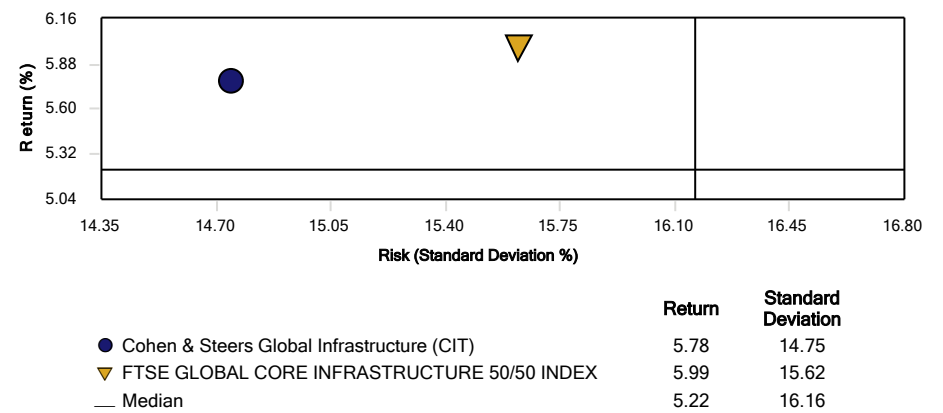 6.16
5.88
5.60
5.32
5.04
Return (%)
14.35 14.70 15.05 15.40 15.75 16.10 16.45 16.80
Risk (Standard Deviation %)
Return Standard
Deviation
Cohen & Steers Global Infrastructure (CIT) 5.78 14.75
FTSE GLOBAL CORE INFRASTRUCTURE 50/50 INDEX 5.99 15.62
Median 5.22 16.16